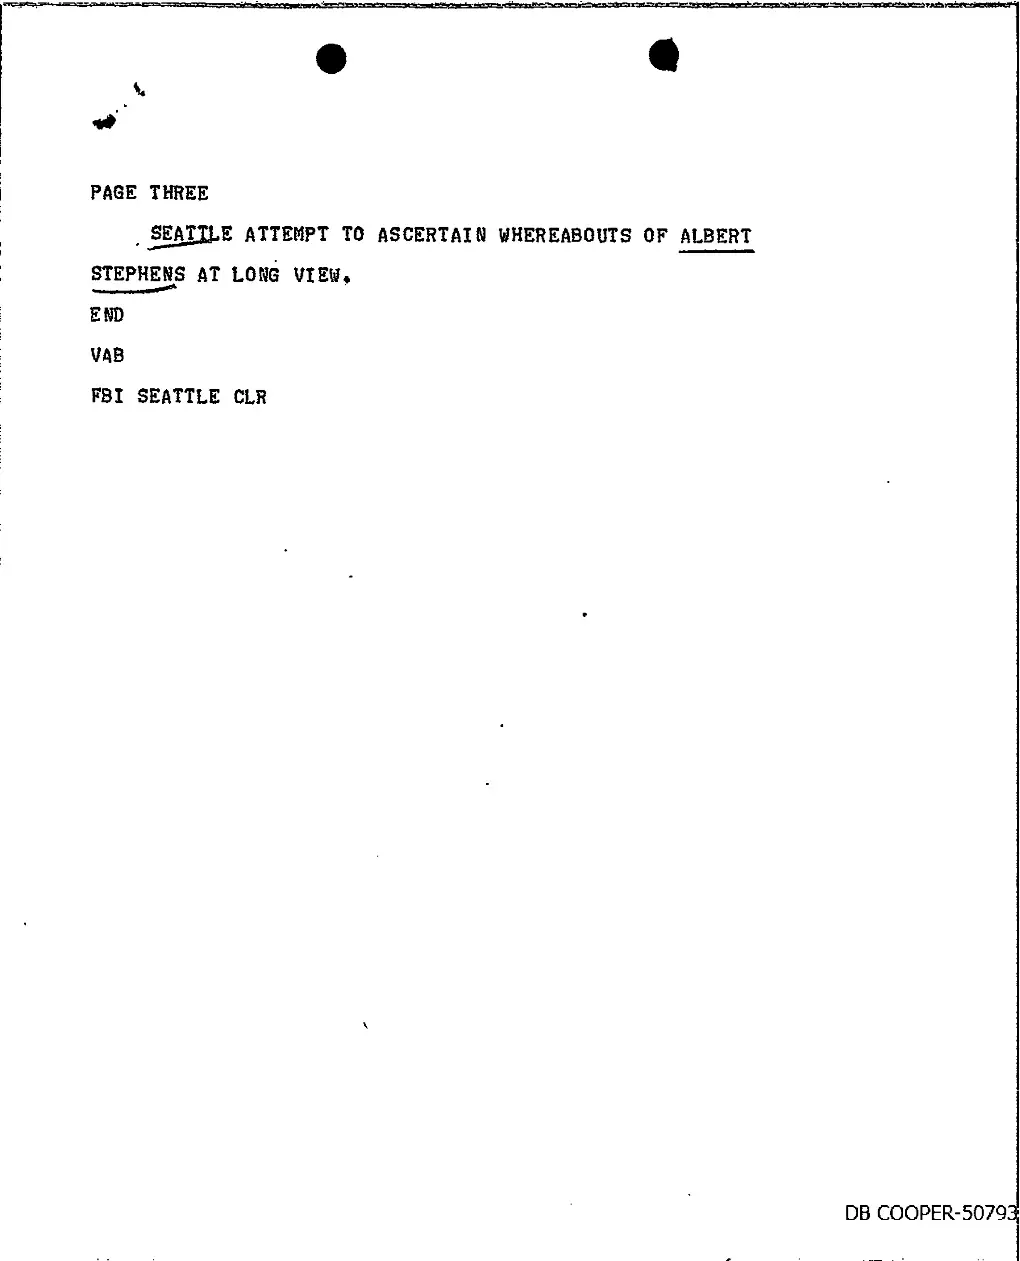 PAGE THREE
SEATTLE ATTEMPT TO ASCERTAIN WHEREABOUTS OF ALBERT
STEPHENS AT LONG VIEW.
END
VAB
FBI SEATTLE CLR
DB COOPER-50793